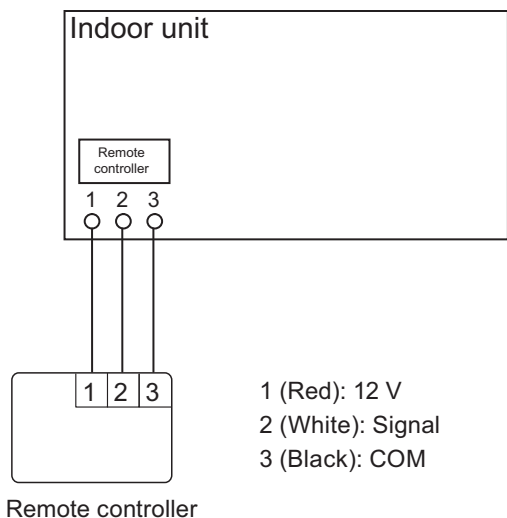 Indoor unit
Remote
controller
1 2 3
1 2 3
1 (Red): 12 V
2 (White): Signal
3 (Black): COM
Remote controller